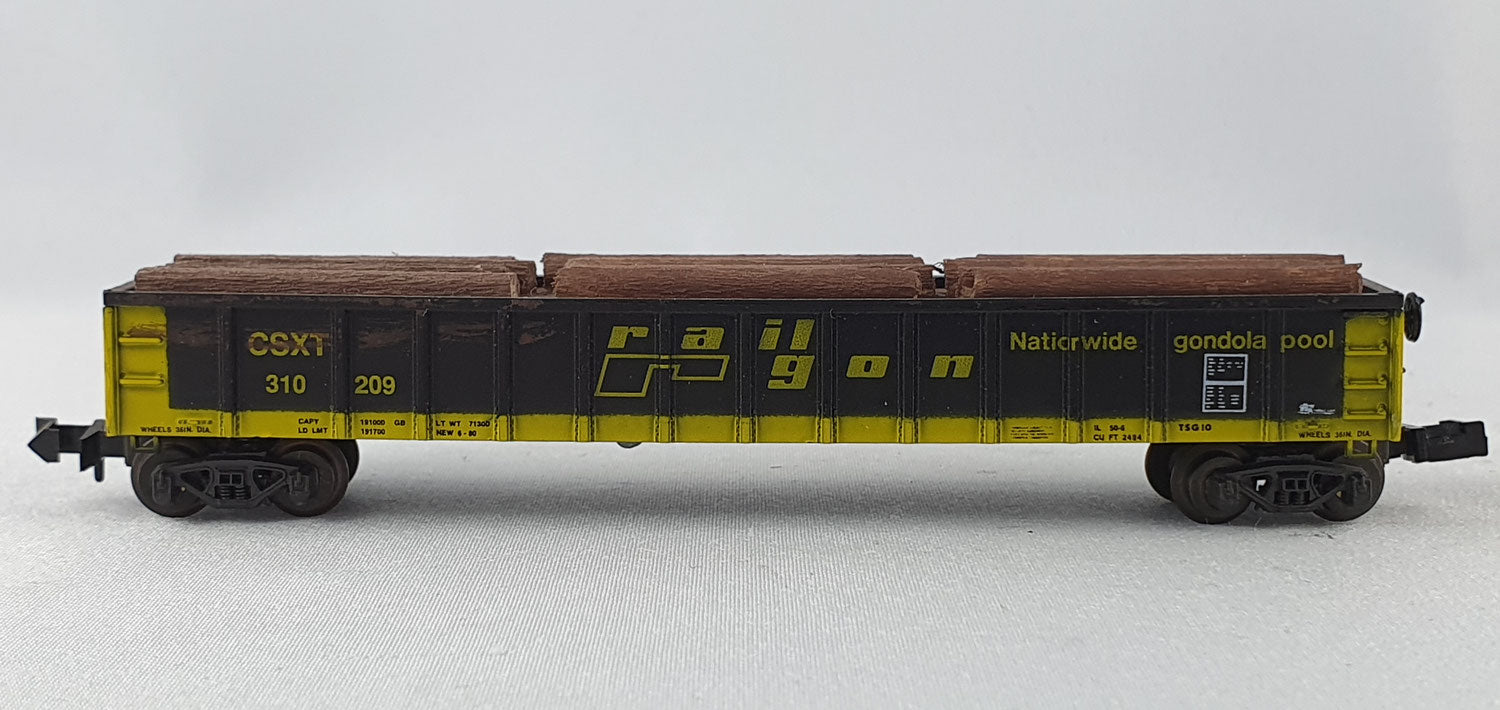 CSXT
310 209
rail
gon
Nationwide gondola pool
WHEELS 36IN. DIA.
CAPY 191000 GB
LD LMT 191700
LT WT 71300
NEW 6-80
IL 50-6
CU FT 2494
TSG10
WHEELS 36IN. DIA.